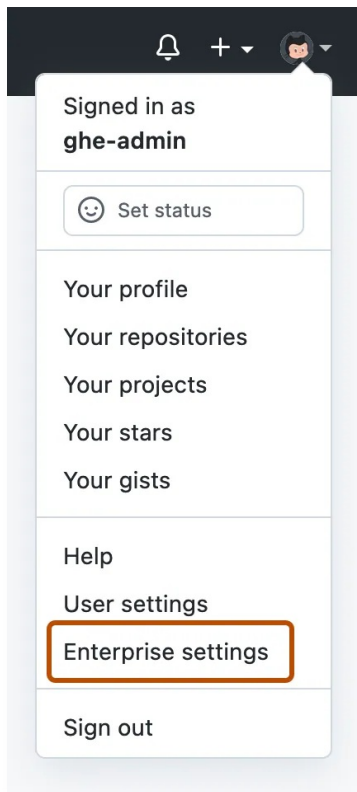 Signed in as
ghe-admin
Set status
Your profile
Your repositories
Your projects
Your stars
Your gists
Help
User settings
Enterprise settings
Sign out